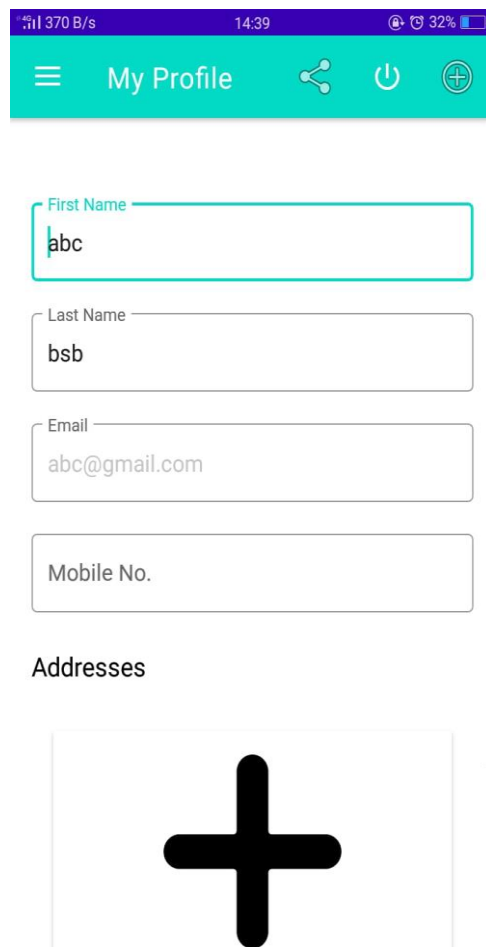 4G 370 B/s 14:39 32%
My Profile
First Name
abc
Last Name
bsb
Email
abc@gmail.com
Mobile No.
Addresses